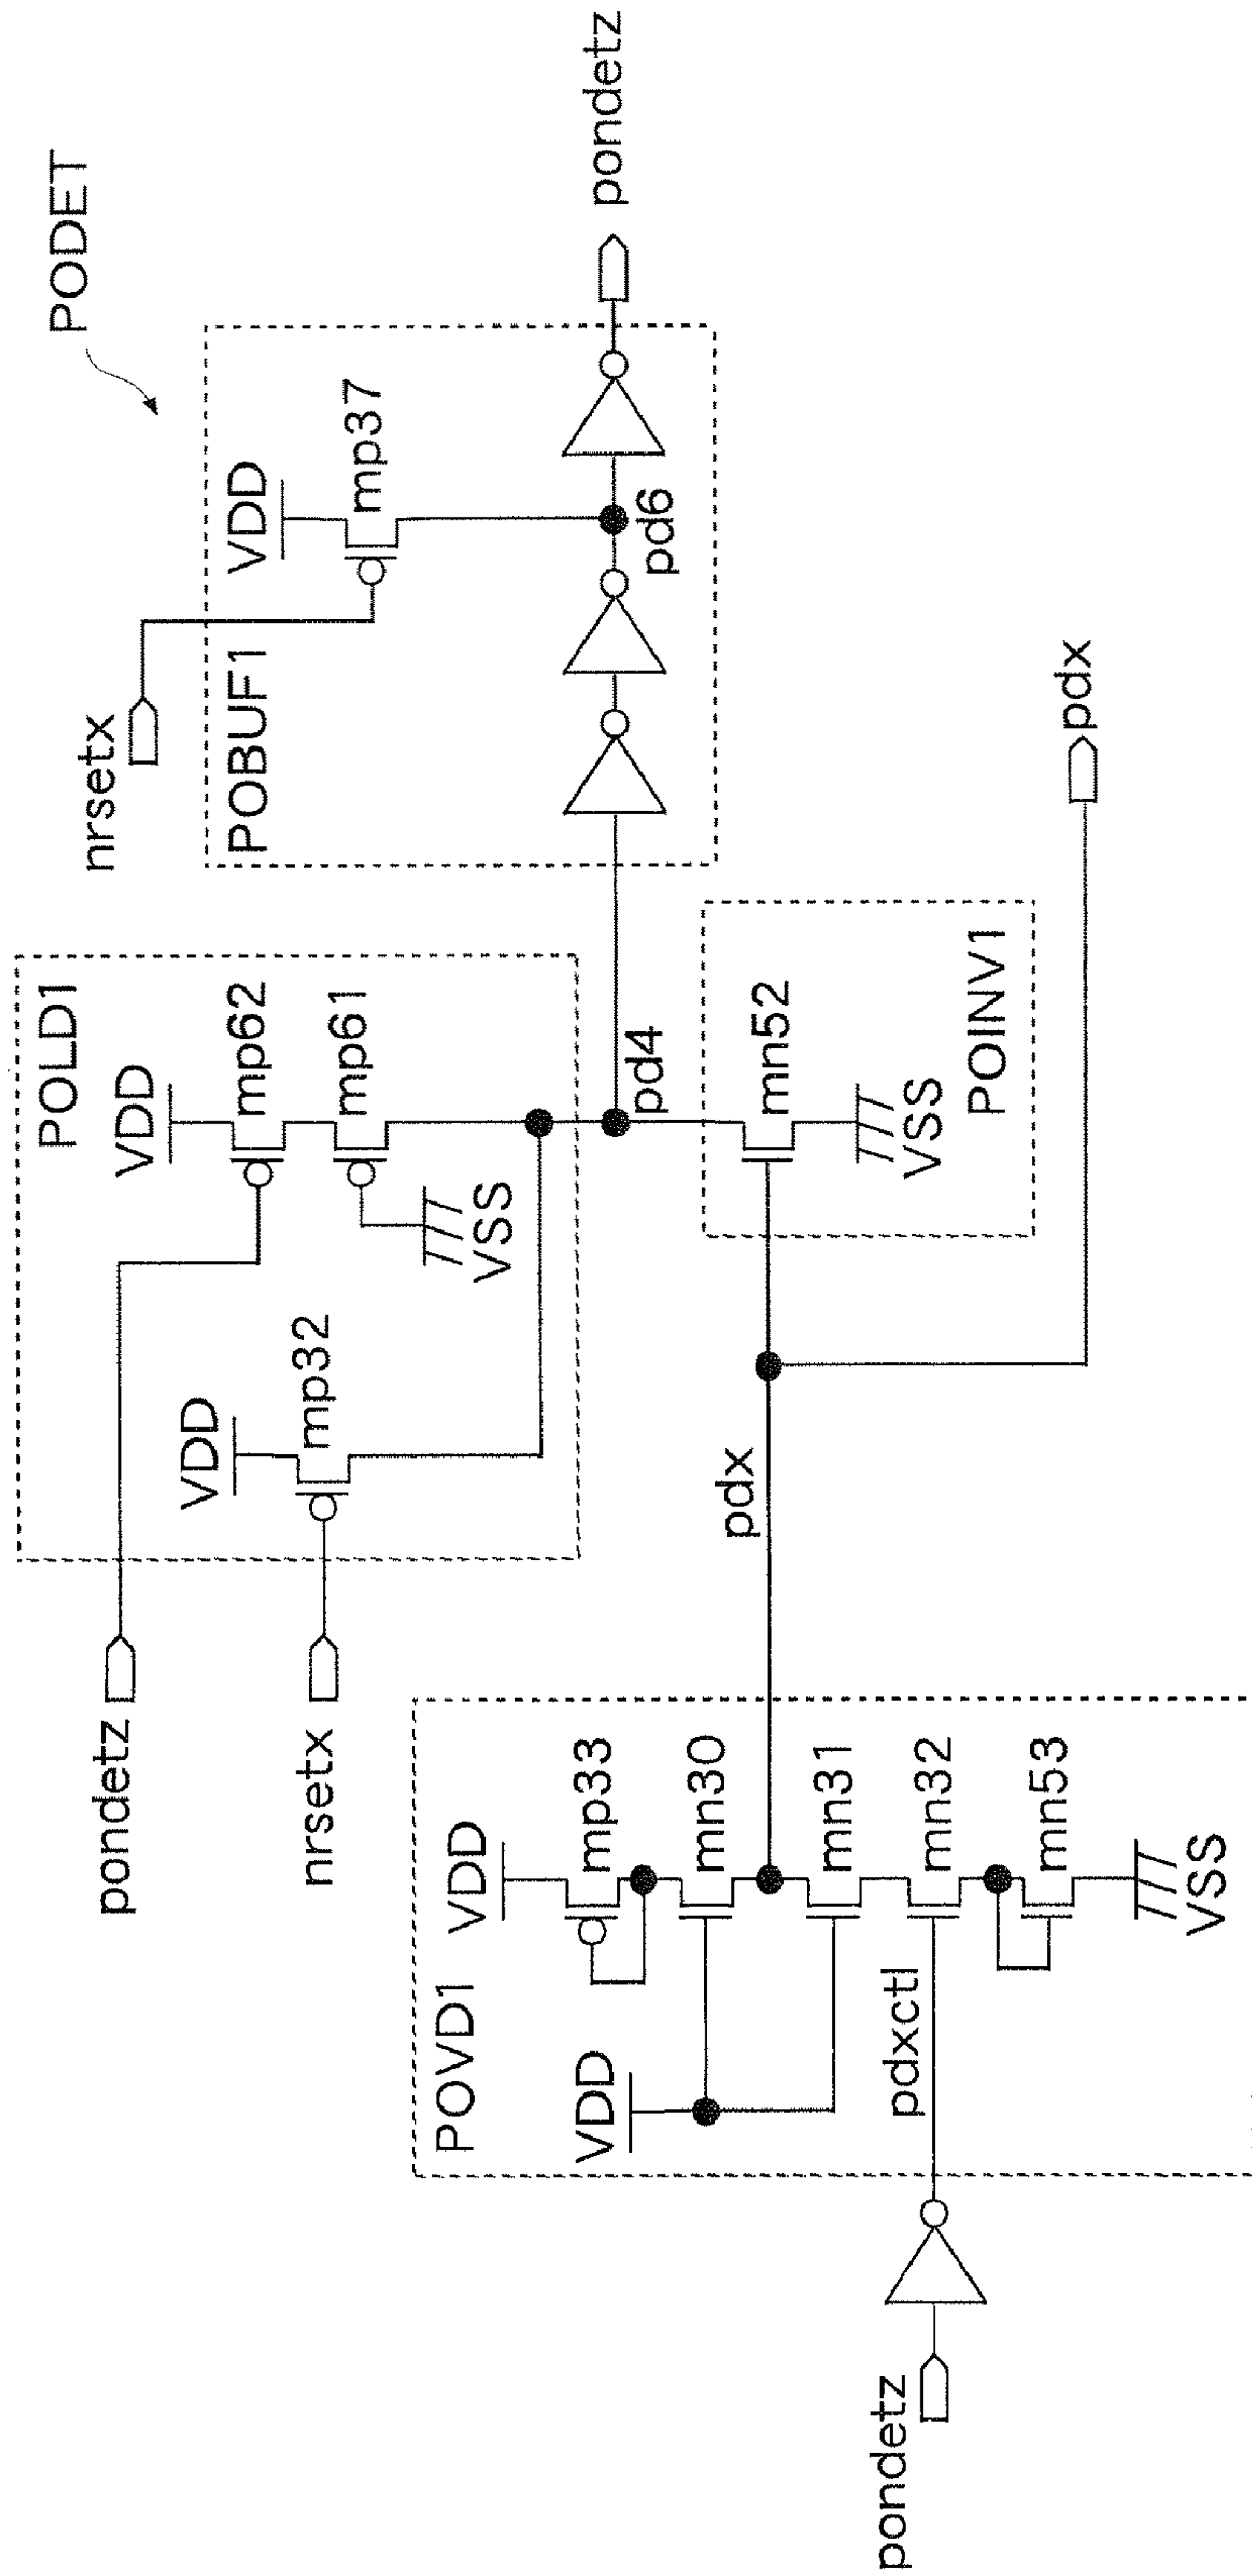 PODET
pondetz
POLD1
VDD
mp62
mp61
VSS
VDD
mp32
nrsetx
nrsetx
POBUF1
VDD
mp37
pd6
pondetz
pd4
POINV1
mn52
VSS
pdx
pdx
POVD1
VDD
mp33
VDD
mn30
mn31
mn32
mn53
VSS
pdxctl
pondetz